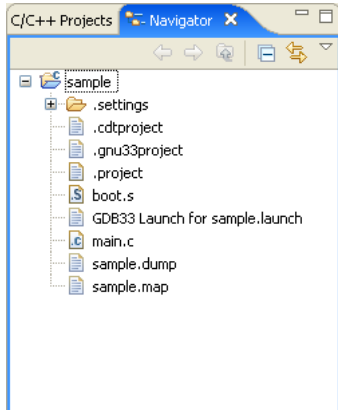 C/C++ Projects Navigator
sample
.settings
.cdtproject
.gnu33project
.project
boot.s
GDB33 Launch for sample.launch
main.c
sample.dump
sample.map